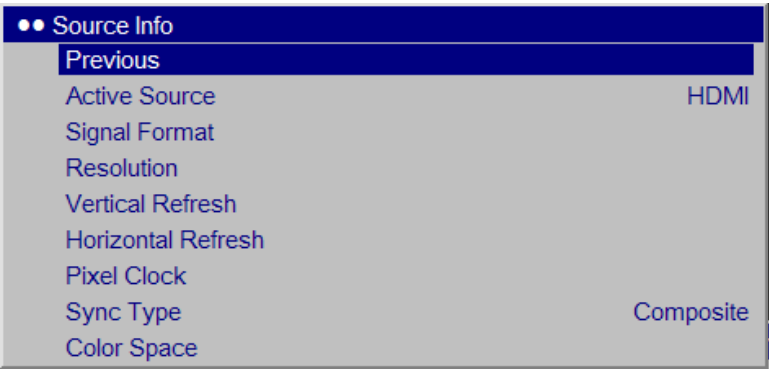 Source Info
Previous
Active Source HDMI
Signal Format
Resolution
Vertical Refresh
Horizontal Refresh
Pixel Clock
Sync Type Composite
Color Space